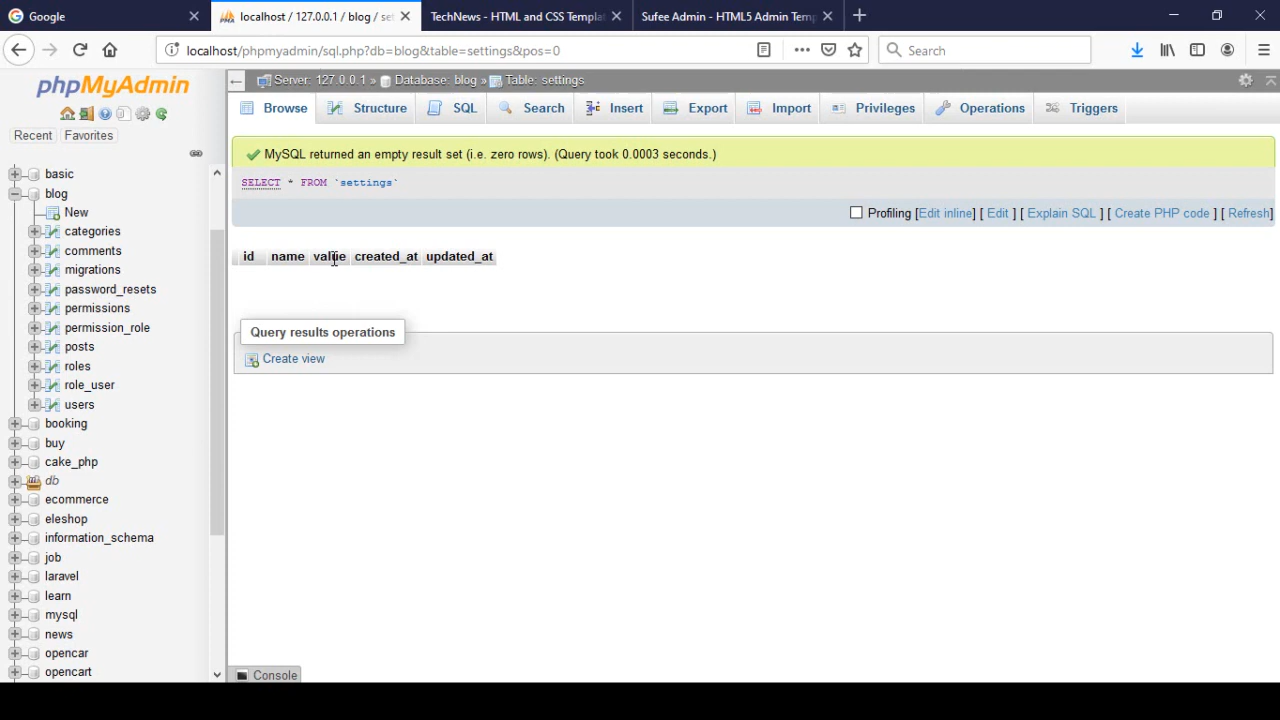 Google
localhost / 127.0.0.1 / blog / se
TechNews - HTML and CSS Templat
Sufee Admin - HTML5 Admin Temp
localhost/phpmyadmin/sql.php?db=blog&table=settings&pos=0
Search
phpMyAdmin
Recent
Favorites
basic
blog
New
categories
comments
migrations
password_resets
permissions
permission_role
posts
roles
role_user
users
booking
buy
cake_php
db
ecommerce
eleshop
information_schema
job
laravel
learn
mysql
news
opencar
opencart
Server: 127.0.0.1 » Database: blog » Table: settings
Browse Structure SQL Search Insert Export Import Privileges Operations Triggers
MySQL returned an empty result set (i.e. zero rows). (Query took 0.0003 seconds.)
SELECT * FROM `settings`
Profiling [Edit inline] [ Edit ] [ Explain SQL ] [ Create PHP code ] [ Refresh]
id name value created_at updated_at
Query results operations
Create view
Console